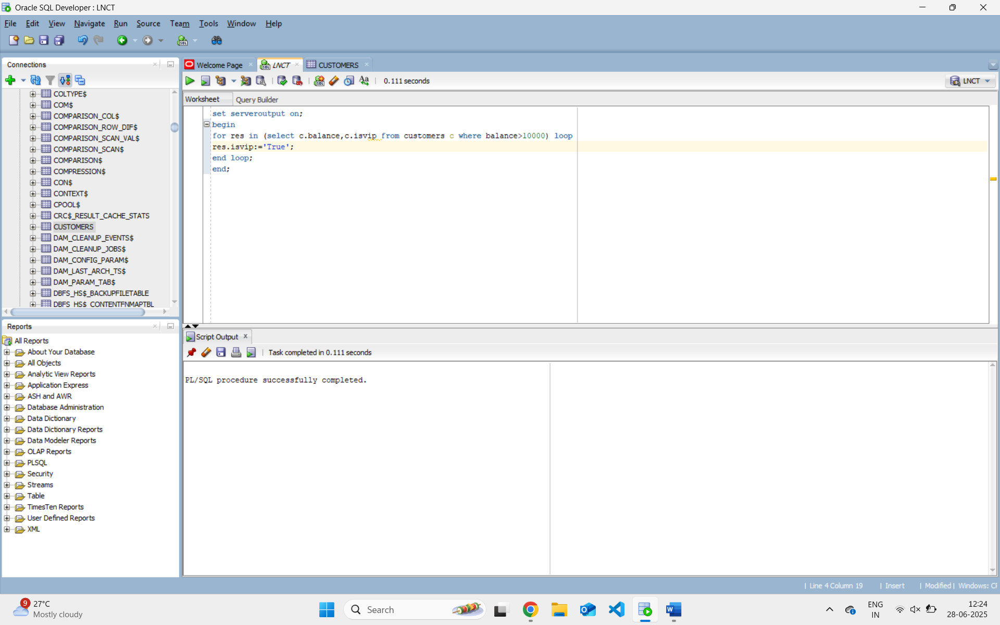 Oracle SQL Developer : LNCT
File Edit View Navigate Run Source Team Tools Window Help
Connections
COLTYPE$
COM$
COMPARISON_COL$
COMPARISON_ROW_DIF$
COMPARISON_SCAN_VAL$
COMPARISON_SCAN$
COMPARISON$
COMPRESSION$
CON$
CONTEXT$
CPOOL$
CRC$_RESULT_CACHE_STATS
CUSTOMERS
DAM_CLEANUP_EVENTS$
DAM_CLEANUP_JOBS$
DAM_CONFIG_PARAM$
DAM_LAST_ARCH_TS$
DAM_PARAM_TAB$
DBFS_HS$_BACKUPFILETABLE
DBFS_HS$_CONTENTFNMAPTBL
Reports
All Reports
About Your Database
All Objects
Analytic View Reports
Application Express
ASH and AWR
Database Administration
Data Dictionary
Data Dictionary Reports
Data Modeler Reports
OLAP Reports
PLSQL
Security
Streams
Table
TimesTen Reports
User Defined Reports
XML
Welcome Page LNCT CUSTOMERS
SQL Aa 0.111 seconds LNCT
Worksheet Query Builder
set serveroutput on;
begin
for res in (select c.balance,c.isvip from customers c where balance>10000) loop
res.isvip:='True';
end loop;
end;
Script Output
Task completed in 0.111 seconds
PL/SQL procedure successfully completed.
Line 4 Column 19 Insert Modified Windows: CF
9
27°C
Mostly cloudy
Search
ENG
IN
12:24
28-06-2025